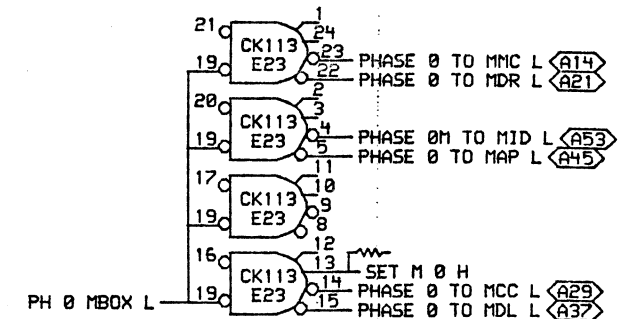 1
21
24
CK113
23
PHASE 0 TO MMC L A14
19
E23
22
PHASE 0 TO MDR L A21
2
20
3
CK113
4
PHASE 0M TO MID L A53
19
E23
5
PHASE 0 TO MAP L A45
11
17
10
CK113
9
19
E23
8
12
16
13
SET M 0 H
CK113
14
PHASE 0 TO MCC L A29
PH 0 MBOX L
19
E23
15
PHASE 0 TO MDL L A37